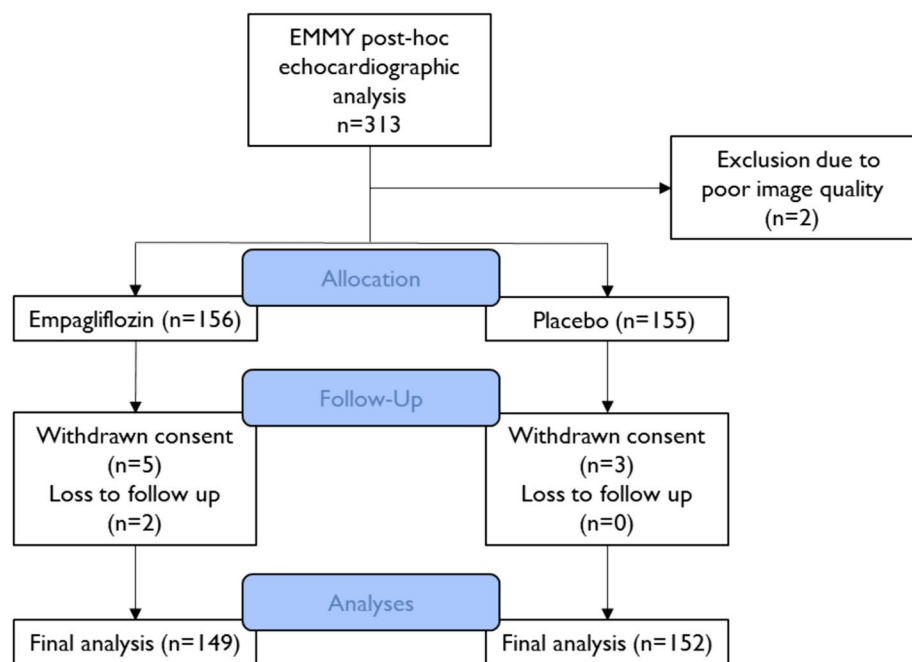 EMMY post-hoc
echocardiographic
analysis
n=313
Exclusion due to
poor image quality
(n=2)
Allocation
Empagliflozin (n=156)
Placebo (n=155)
Follow-Up
Withdrawn consent
(n=5)
Loss to follow up
(n=2)
Withdrawn consent
(n=3)
Loss to follow up
(n=0)
Analyses
Final analysis (n=149)
Final analysis (n=152)